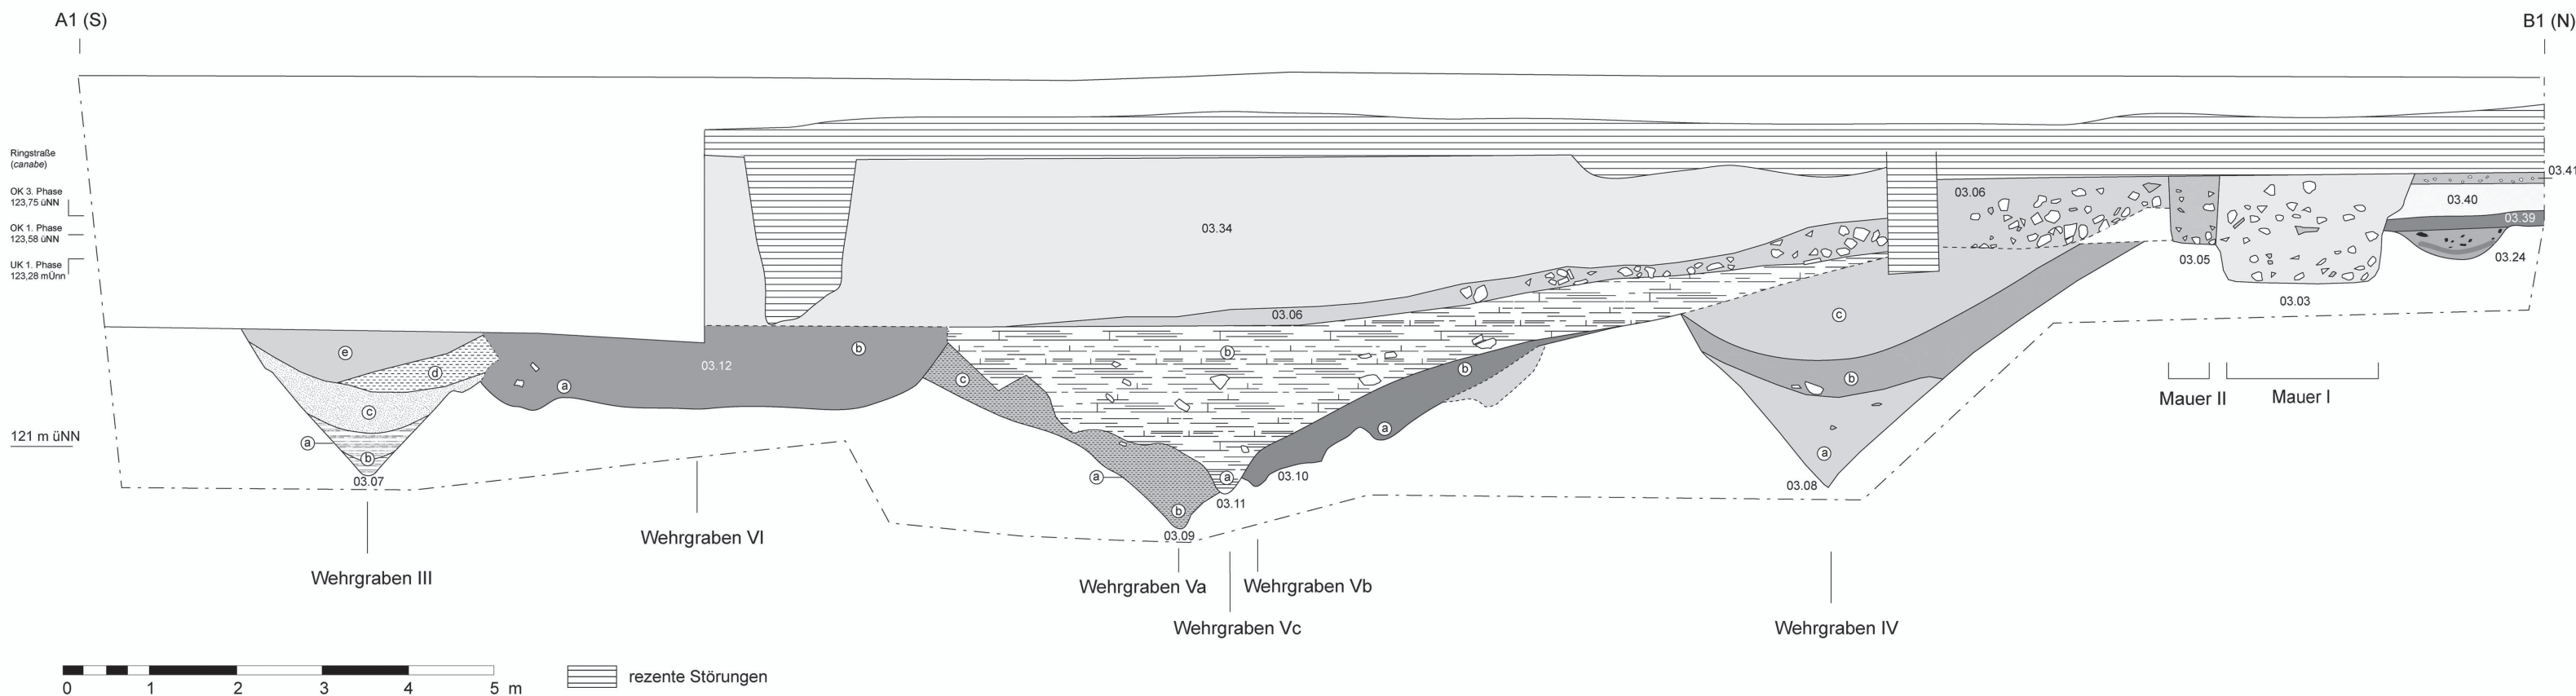 A1 (S)
B1 (N)
Ringstraße
(canabe)
OK 3. Phase
123,75 üNN
OK 1. Phase
123,58 üNN
UK 1. Phase
123,28 mÜnn
121 m üNN
03.41
03.06
03.40
03.39
03.34
03.24
03.05
03.03
03.06
c
e
b
b
03.12
d
a
c
b
b
c
a
a
a
b
03.07
a
a
03.10
03.11
b
03.09
a
03.08
Mauer II
Mauer I
Wehrgraben VI
Wehrgraben III
Wehrgraben Va
Wehrgraben Vb
Wehrgraben Vc
Wehrgraben IV
0 1 2 3 4 5 m
rezente Störungen